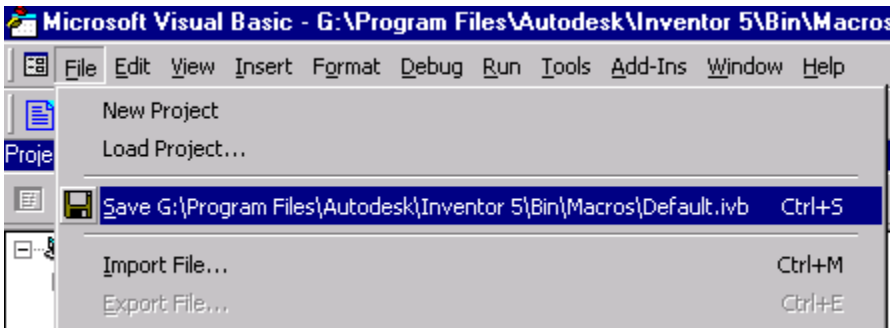 Microsoft Visual Basic - G:\Program Files\Autodesk\Inventor 5\Bin\Macros
File Edit View Insert Format Debug Run Tools Add-Ins Window Help
New Project
Load Project...
Proje
Save G:\Program Files\Autodesk\Inventor 5\Bin\Macros\Default.ivb Ctrl+S
Import File... Ctrl+M
Export File... Ctrl+E